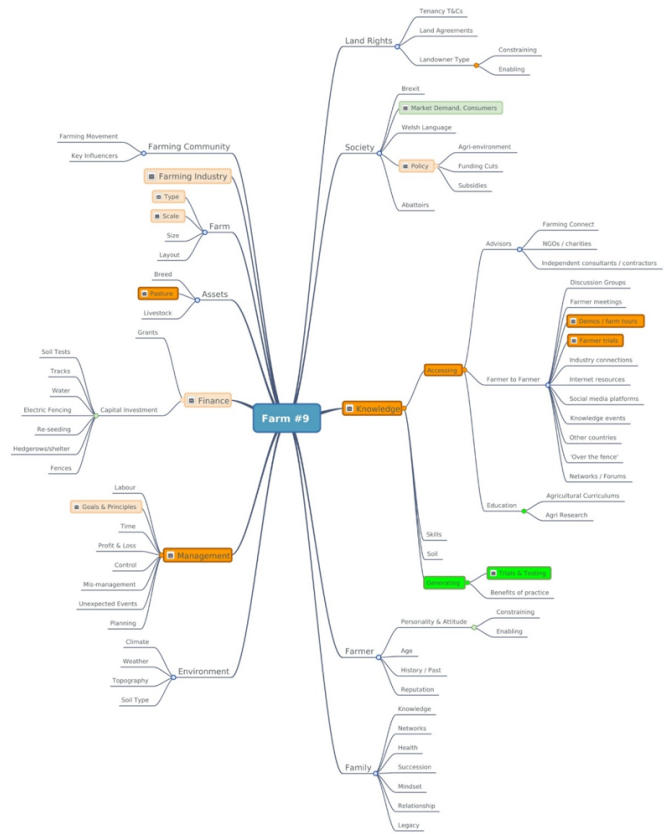 Farm #9
Land Rights
Tenancy T&Cs
Land Agreements
Landowner Type
Constraining
Enabling
Society
Brexit
Market Demand, Consumers
Welsh Language
Policy
Agri-environment
Funding Cuts
Subsidies
Abattoirs
Knowledge
Accessing
Advisors
Farming Connect
NGOs / charities
Independent consultants / contractors
Farmer to Farmer
Discussion Groups
Farmer meetings
Demos / farm tours
Farmer trials
Industry connections
Internet resources
Social media platforms
Knowledge events
Other countries
'Over the fence'
Networks / Forums
Education
Agricultural Curriculums
Agri Research
Skills
Soil
Generating
Trials & Testing
Benefits of practice
Farmer
Personality & Attitude
Constraining
Enabling
Age
History / Past
Reputation
Family
Knowledge
Networks
Health
Succession
Mindset
Relationship
Legacy
Farming Community
Farming Movement
Key Influencers
Farming Industry
Farm
Type
Scale
Size
Layout
Assets
Breed
Pasture
Livestock
Finance
Grants
Capital investment
Soil Tests
Tracks
Water
Electric Fencing
Re-seeding
Hedgerows/shelter
Fences
Management
Labour
Goals & Principles
Time
Profit & Loss
Control
Mis-management
Unexpected Events
Planning
Environment
Climate
Weather
Topography
Soil Type